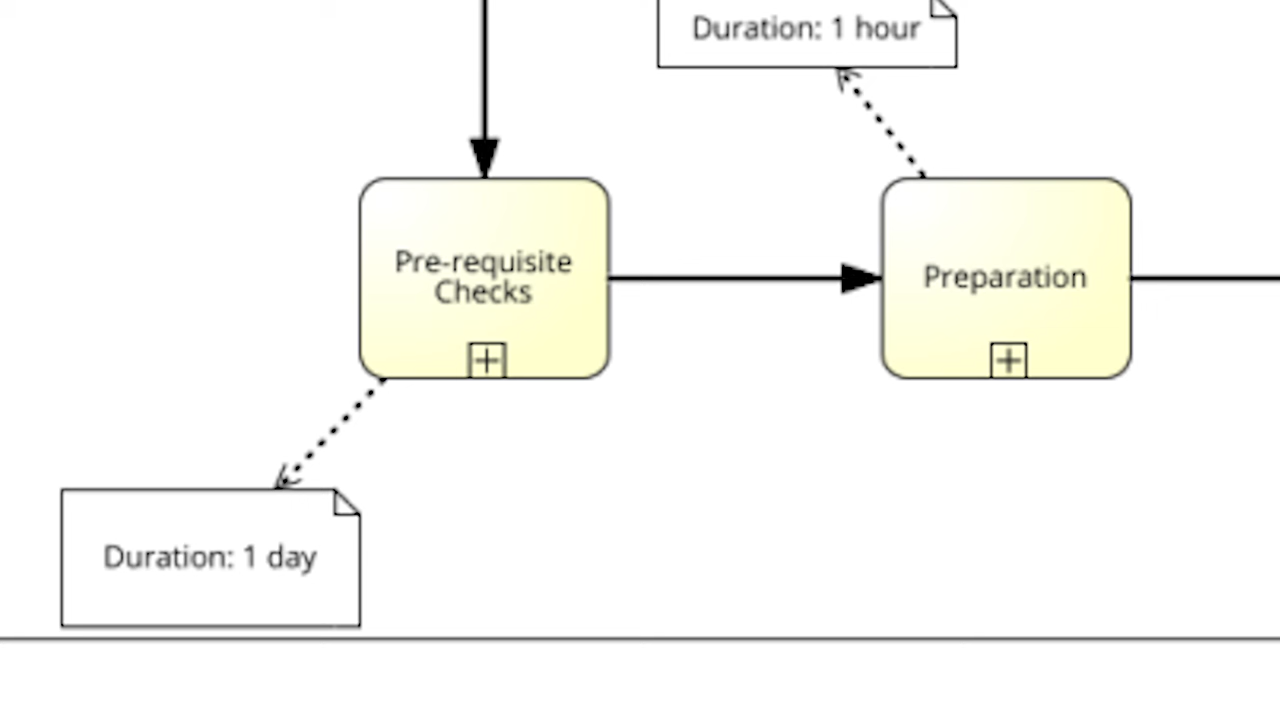 Duration: 1 hour
Pre-requisite
Checks
Preparation
Duration: 1 day